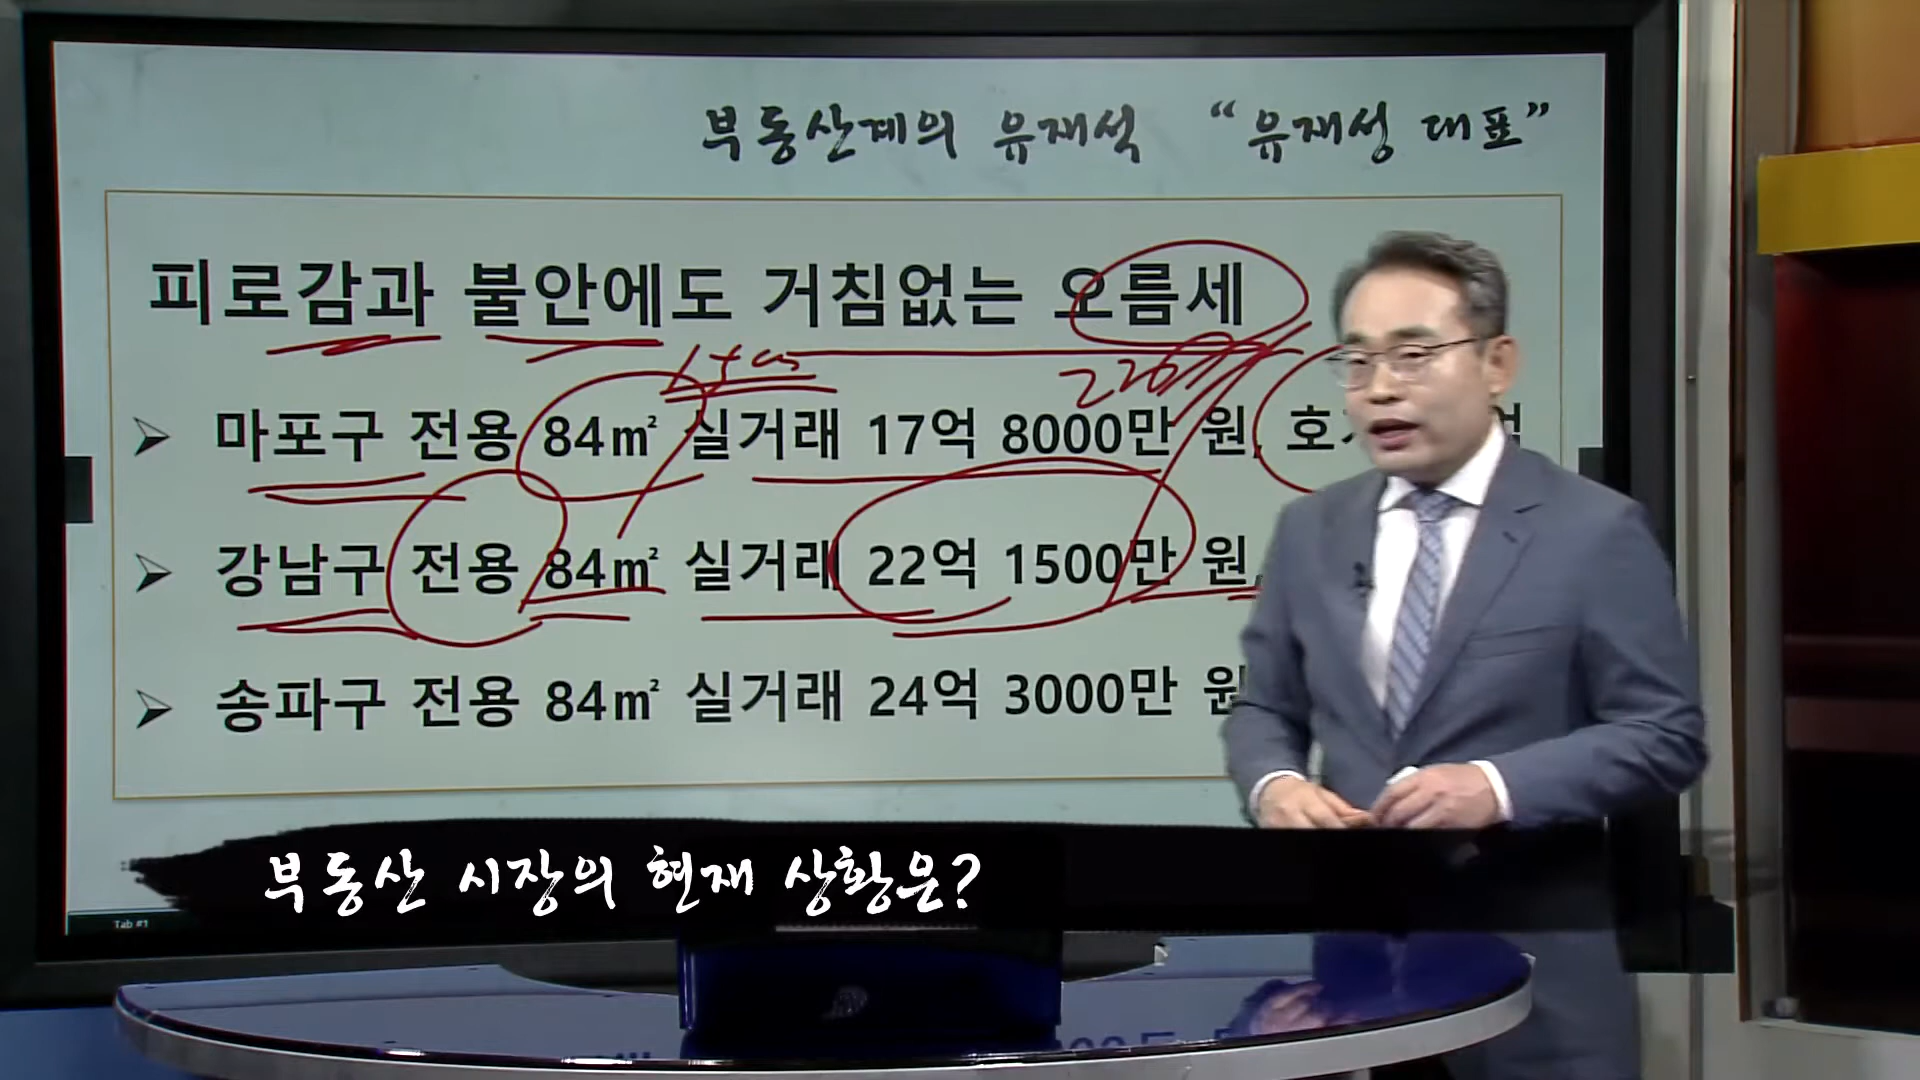 부동산계의 유재석 "유재성 대표"
피로감과 불안에도 거침없는 오름세
➢ 마포구 전용 84㎡ 실거래 17억 8000만 원, 호
➢ 강남구 전용 84㎡ 실거래 22억 1500만 원,
➢ 송파구 전용 84㎡ 실거래 24억 3000만 원
부동산 시장의 현재 상황은?
Tab #1